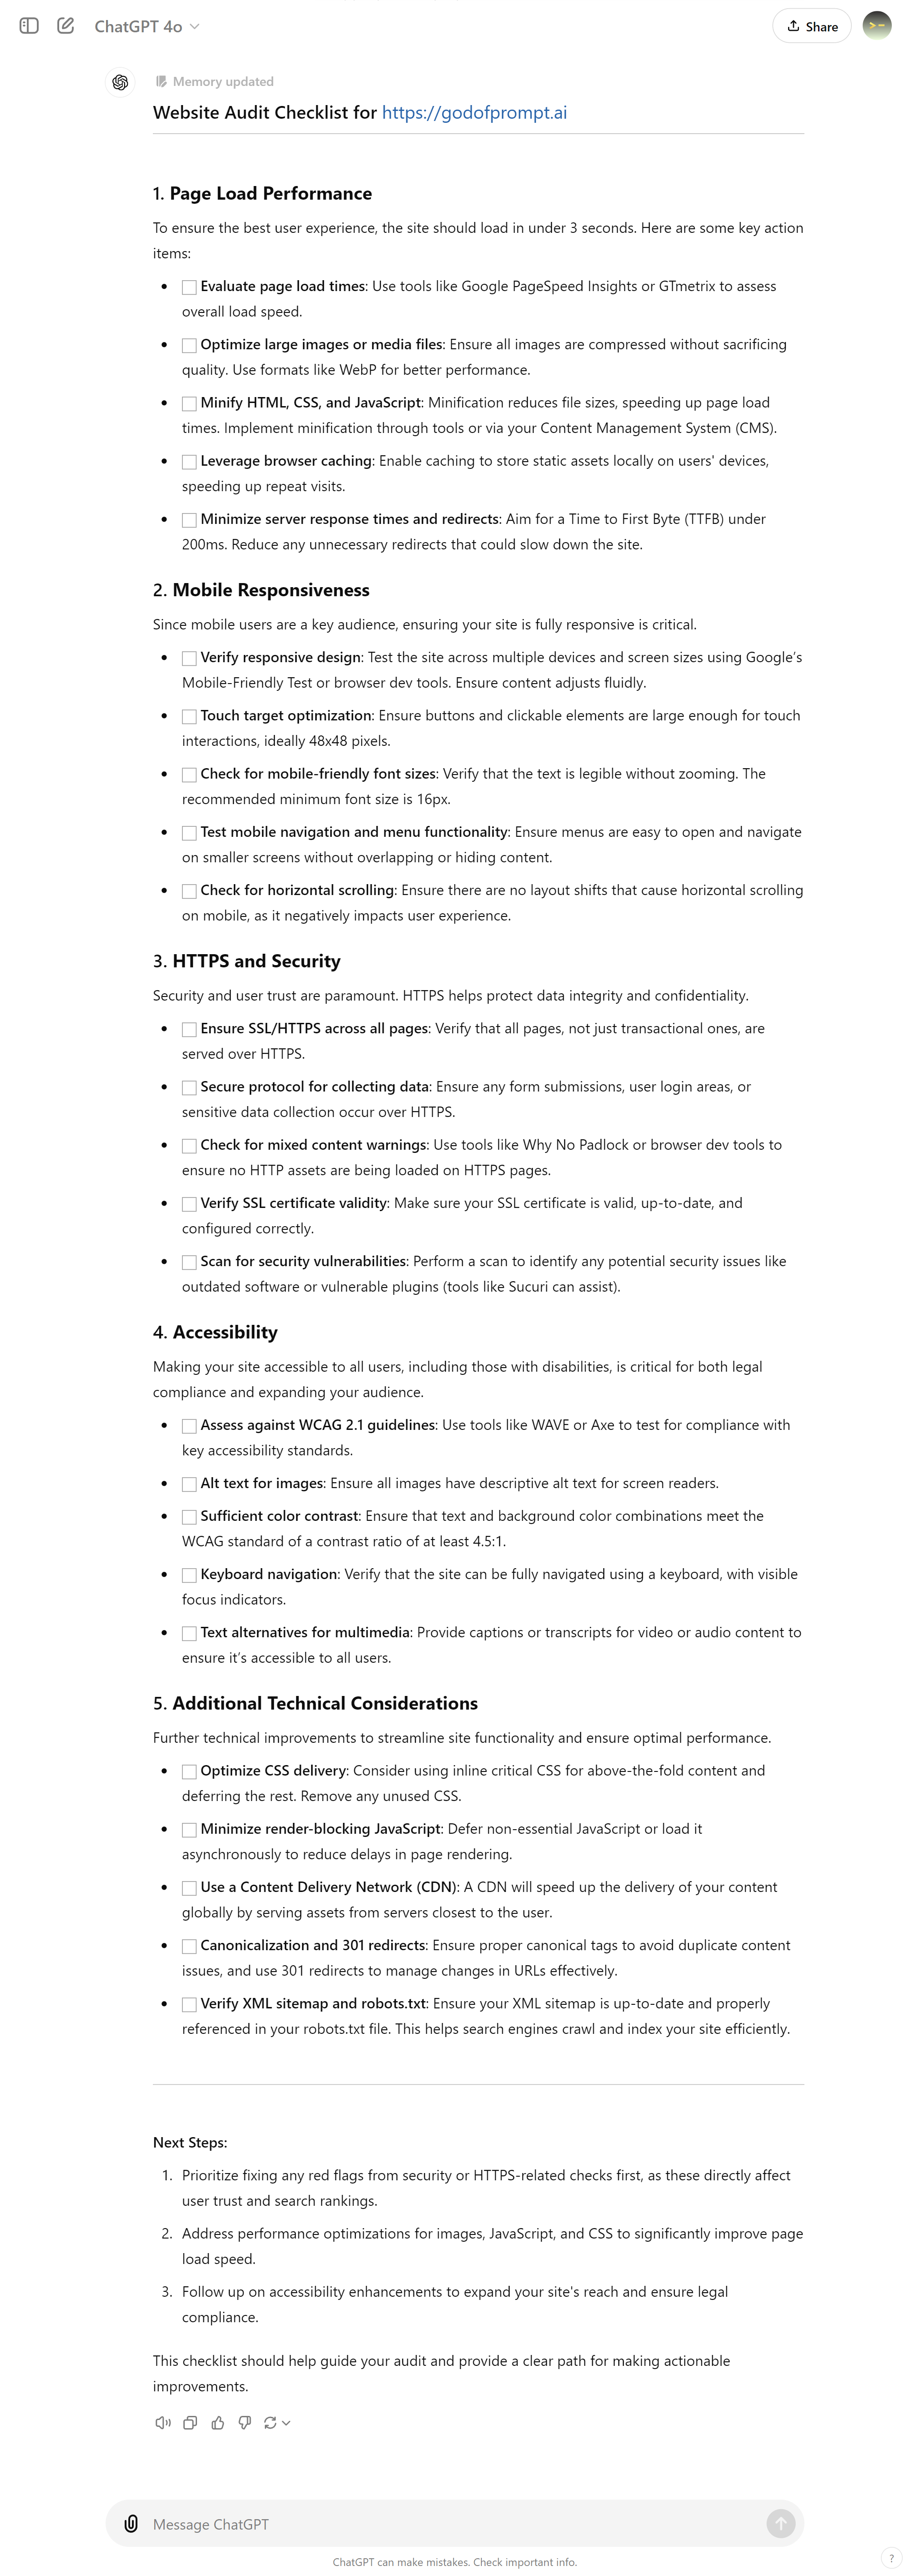 ChatGPT 4o
Share
Memory updated
Website Audit Checklist for https://godofprompt.ai
1. Page Load Performance
To ensure the best user experience, the site should load in under 3 seconds. Here are some key action
items:
Evaluate page load times: Use tools like Google PageSpeed Insights or GTmetrix to assess
overall load speed.
Optimize large images or media files: Ensure all images are compressed without sacrificing
quality. Use formats like WebP for better performance.
Minify HTML, CSS, and JavaScript: Minification reduces file sizes, speeding up page load
times. Implement minification through tools or via your Content Management System (CMS).
Leverage browser caching: Enable caching to store static assets locally on users' devices,
speeding up repeat visits.
Minimize server response times and redirects: Aim for a Time to First Byte (TTFB) under
200ms. Reduce any unnecessary redirects that could slow down the site.
2. Mobile Responsiveness
Since mobile users are a key audience, ensuring your site is fully responsive is critical.
Verify responsive design: Test the site across multiple devices and screen sizes using Google’s
Mobile-Friendly Test or browser dev tools. Ensure content adjusts fluidly.
Touch target optimization: Ensure buttons and clickable elements are large enough for touch
interactions, ideally 48x48 pixels.
Check for mobile-friendly font sizes: Verify that the text is legible without zooming. The
recommended minimum font size is 16px.
Test mobile navigation and menu functionality: Ensure menus are easy to open and navigate
on smaller screens without overlapping or hiding content.
Check for horizontal scrolling: Ensure there are no layout shifts that cause horizontal scrolling
on mobile, as it negatively impacts user experience.
3. HTTPS and Security
Security and user trust are paramount. HTTPS helps protect data integrity and confidentiality.
Ensure SSL/HTTPS across all pages: Verify that all pages, not just transactional ones, are
served over HTTPS.
Secure protocol for collecting data: Ensure any form submissions, user login areas, or
sensitive data collection occur over HTTPS.
Check for mixed content warnings: Use tools like Why No Padlock or browser dev tools to
ensure no HTTP assets are being loaded on HTTPS pages.
Verify SSL certificate validity: Make sure your SSL certificate is valid, up-to-date, and
configured correctly.
Scan for security vulnerabilities: Perform a scan to identify any potential security issues like
outdated software or vulnerable plugins (tools like Sucuri can assist).
4. Accessibility
Making your site accessible to all users, including those with disabilities, is critical for both legal
compliance and expanding your audience.
Assess against WCAG 2.1 guidelines: Use tools like WAVE or Axe to test for compliance with
key accessibility standards.
Alt text for images: Ensure all images have descriptive alt text for screen readers.
Sufficient color contrast: Ensure that text and background color combinations meet the
WCAG standard of a contrast ratio of at least 4.5:1.
Keyboard navigation: Verify that the site can be fully navigated using a keyboard, with visible
focus indicators.
Text alternatives for multimedia: Provide captions or transcripts for video or audio content to
ensure it’s accessible to all users.
5. Additional Technical Considerations
Further technical improvements to streamline site functionality and ensure optimal performance.
Optimize CSS delivery: Consider using inline critical CSS for above-the-fold content and
deferring the rest. Remove any unused CSS.
Minimize render-blocking JavaScript: Defer non-essential JavaScript or load it
asynchronously to reduce delays in page rendering.
Use a Content Delivery Network (CDN): A CDN will speed up the delivery of your content
globally by serving assets from servers closest to the user.
Canonicalization and 301 redirects: Ensure proper canonical tags to avoid duplicate content
issues, and use 301 redirects to manage changes in URLs effectively.
Verify XML sitemap and robots.txt: Ensure your XML sitemap is up-to-date and properly
referenced in your robots.txt file. This helps search engines crawl and index your site efficiently.
Next Steps:
1. Prioritize fixing any red flags from security or HTTPS-related checks first, as these directly affect
user trust and search rankings.
2. Address performance optimizations for images, JavaScript, and CSS to significantly improve page
load speed.
3. Follow up on accessibility enhancements to expand your site's reach and ensure legal
compliance.
This checklist should help guide your audit and provide a clear path for making actionable
improvements.
Message ChatGPT
ChatGPT can make mistakes. Check important info.
?